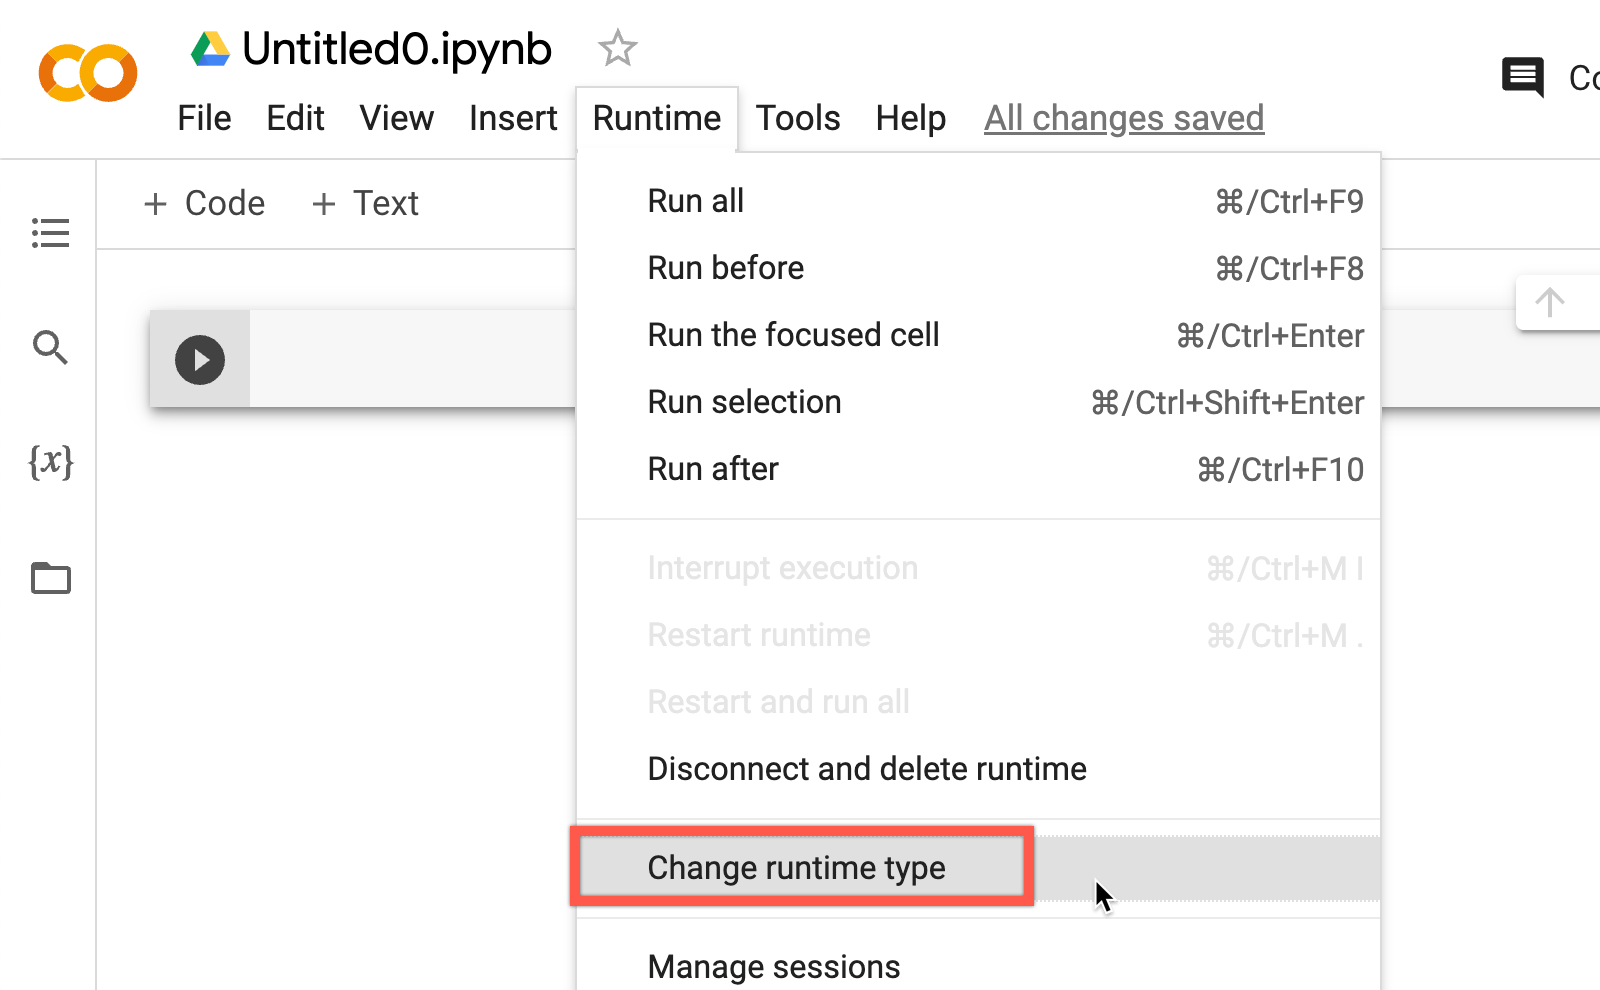 Untitled0.ipynb
File Edit View Insert Runtime Tools Help All changes saved
+ Code + Text
Run all ⌘/Ctrl+F9
Run before ⌘/Ctrl+F8
Run the focused cell ⌘/Ctrl+Enter
Run selection ⌘/Ctrl+Shift+Enter
{x}
Run after ⌘/Ctrl+F10
Interrupt execution ⌘/Ctrl+M I
Restart runtime ⌘/Ctrl+M .
Restart and run all
Disconnect and delete runtime
Change runtime type
Manage sessions